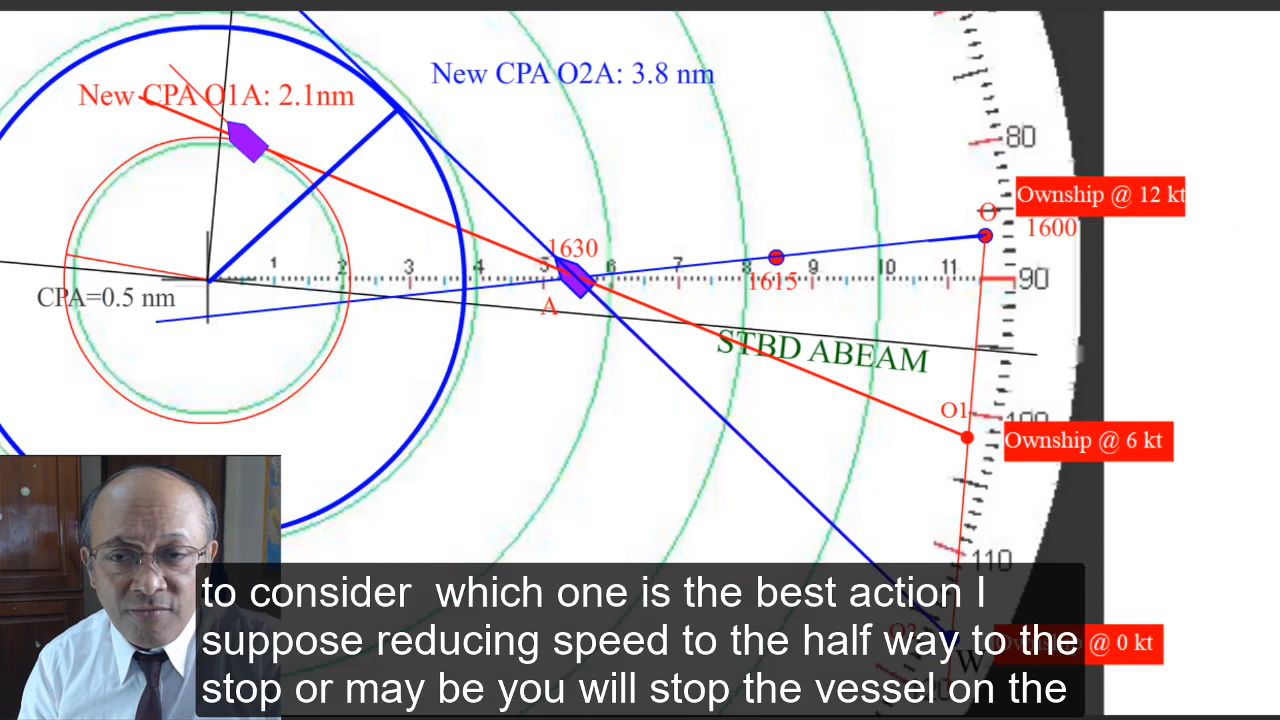 New CPA O2A: 3.8 nm
New CPA O1A: 2.1nm
80
Ownship @ 12 kt
O
1600
1630
1 2 3 4 5 6 7 8 9 10 11
90
1615
CPA=0.5 nm
A
STBD ABEAM
O1
100
Ownship @ 6 kt
110
@ 0 kt
W
to consider which one is the best action I
suppose reducing speed to the half way to the
stop or may be you will stop the vessel on the